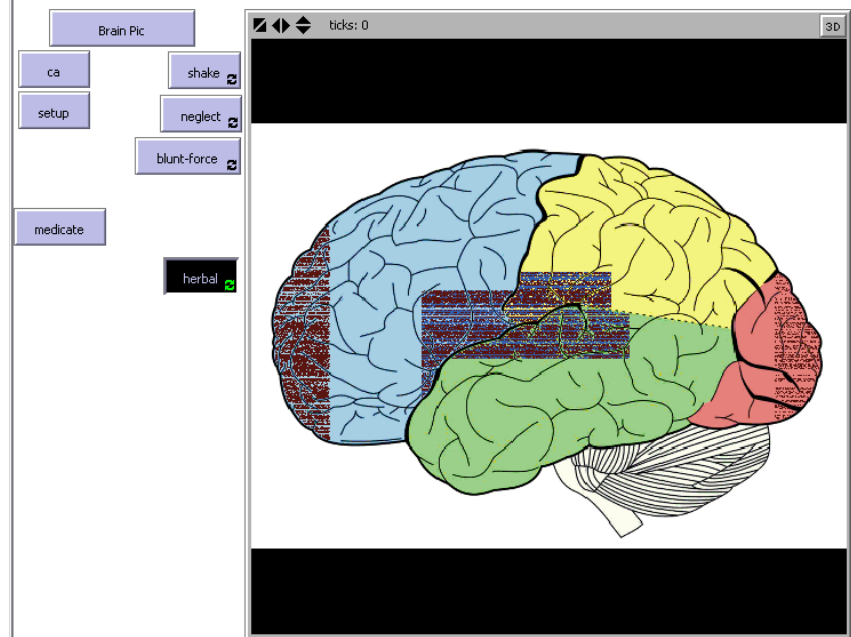 Brain Pic
ticks: 0
3D
ca
shake
setup
neglect
blunt-force
medicate
herbal